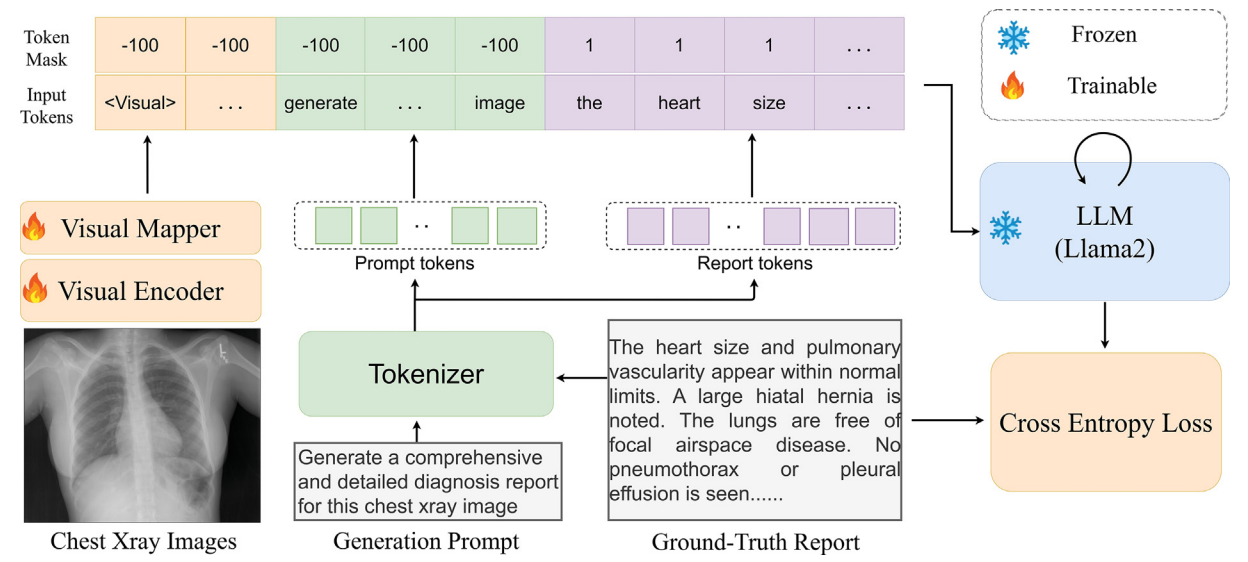 Token Mask -100 -100 -100 -100 -100 1 1 1 ...
Input Tokens <Visual> ... generate ... image the heart size ...
Frozen
Trainable
Visual Mapper
Visual Encoder
.. 
Prompt tokens
..
Report tokens
LLM
(Llama2)
Tokenizer
Generate a comprehensive
and detailed diagnosis report
for this chest xray image
The heart size and pulmonary
vascularity appear within normal
limits. A large hiatal hernia is
noted. The lungs are free of
focal airspace disease. No
pneumothorax or pleural
effusion is seen......
Cross Entropy Loss
Chest Xray Images
Generation Prompt
Ground-Truth Report